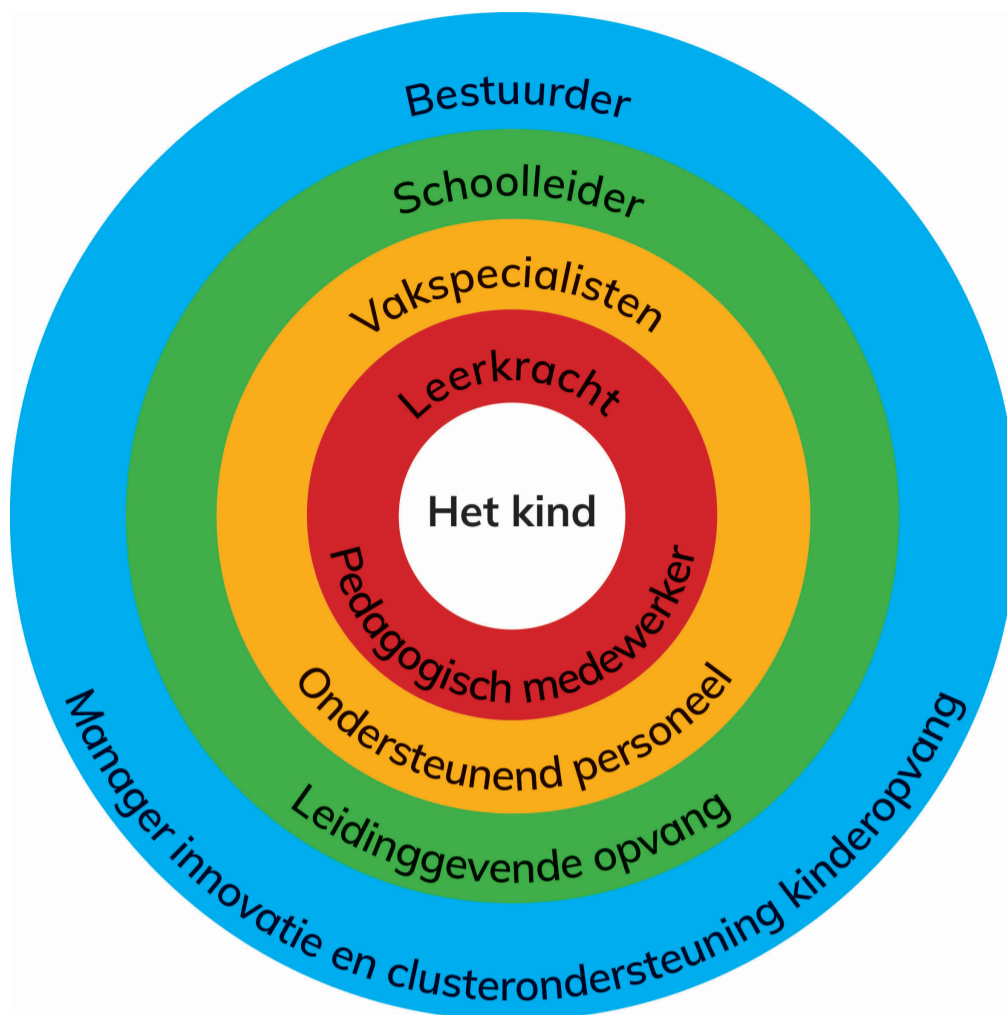 Bestuurder
Schoolleider
Vakspecialisten
Leerkracht
Het kind
Pedagogisch medewerker
Ondersteunend personeel
Leidinggevende opvang
Manager innovatie en clusterondersteuning kinderopvang